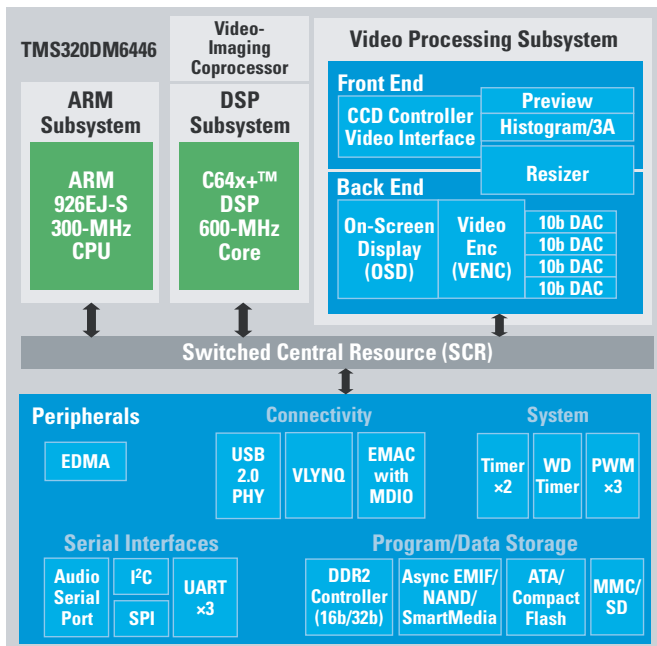 TMS320DM6446
Video-
Imaging
Coprocessor
Video Processing Subsystem
ARM
Subsystem
DSP
Subsystem
ARM
926EJ-S
300-MHz
CPU
C64x+™
DSP
600-MHz
Core
Front End
CCD Controller
Video Interface
Preview
Histogram/3A
Resizer
Back End
On-Screen
Display
(OSD)
Video
Enc
(VENC)
10b DAC
10b DAC
10b DAC
10b DAC
Switched Central Resource (SCR)
Peripherals
EDMA
Connectivity
USB
2.0
PHY
VLYNQ
EMAC
with
MDIO
System
Timer
×2
WD
Timer
PWM
×3
Serial Interfaces
Audio
Serial
Port
I²C
SPI
UART
×3
Program/Data Storage
DDR2
Controller
(16b/32b)
Async EMIF/
NAND/
SmartMedia
ATA/
Compact
Flash
MMC/
SD